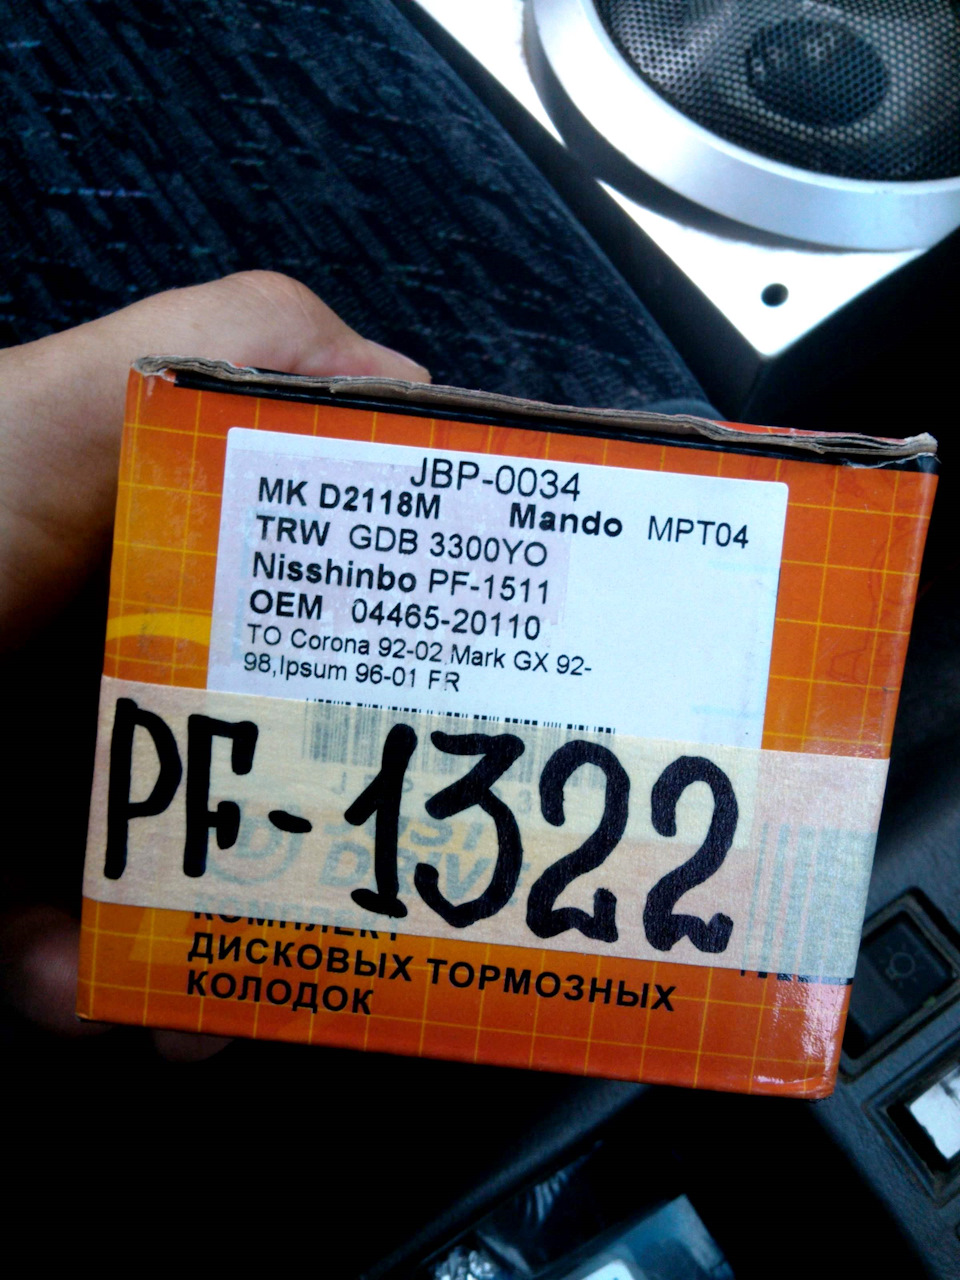 JBP-0034
MK D2118M Mando MPT04
TRW GDB 3300YO
Nisshinbo PF-1511
OEM 04465-20110
TO Corona 92-02,Mark GX 92-
98,Ipsum 96-01 FR
PF-1322
КОМПЛЕКТ
ДИСКОВЫХ ТОРМОЗНЫХ
КОЛОДОК